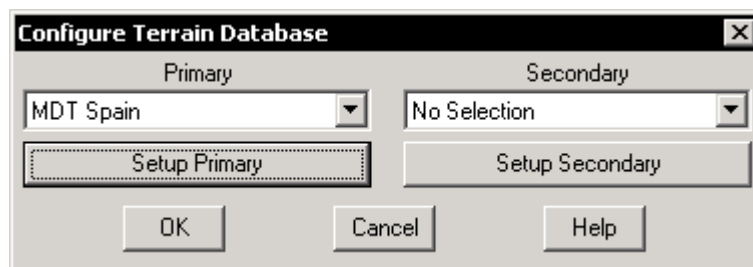 Configure Terrain Database
Primary Secondary
MDT Spain No Selection
Setup Primary Setup Secondary
OK Cancel Help